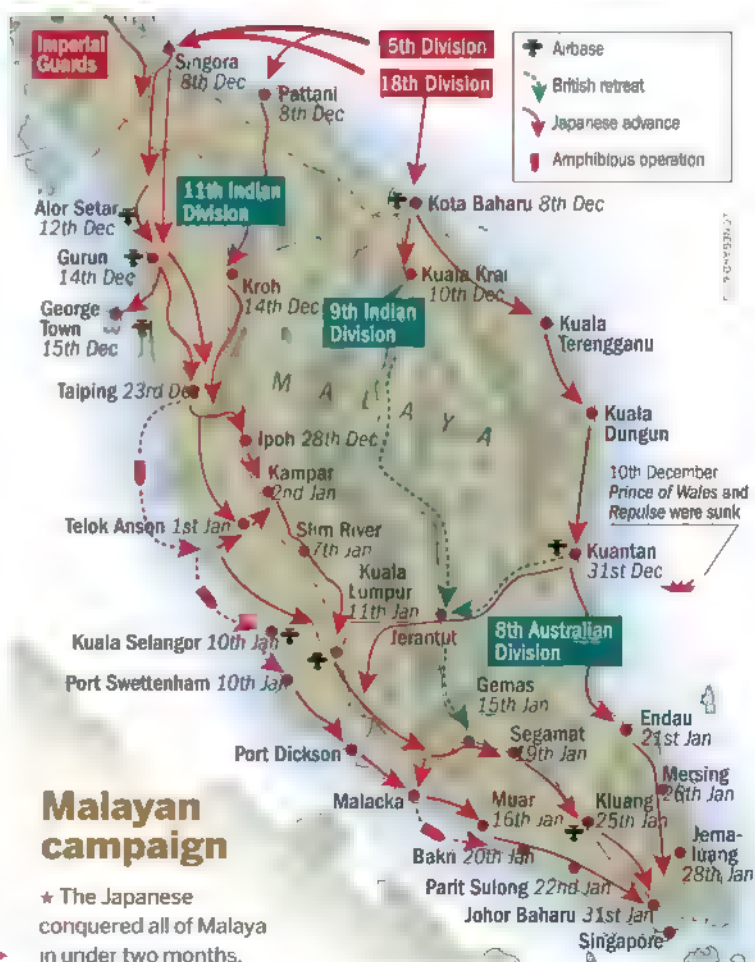 Imperial
Guards
Singora
8th Dec
5th Division
18th Division
Pattani
8th Dec
Airbase
British retreat
Japanese advance
Amphibious operation
11th Indian
Division
Alor Setar
12th Dec
Kota Baharu 8th Dec
Gurun
14th Dec
Kroh
14th Dec
Kuala Krai
10th Dec
George
Town
15th Dec
9th Indian
Division
Kuala
Terengganu
Taiping 23rd Dec
MALAYA
Kuala
Dungun
Ipoh 28th Dec
Kampar
2nd Jan
10th December
Prince of Wales and
Repulse were sunk
Telok Anson 1st Jan
Slim River
7th Jan
Kuantan
31st Dec
Kuala
Lumpur
11th Jan
Jerantut
8th Australian
Division
Kuala Selangor 10th Jan
Port Swettenham 10th Jan
Gemas
15th Jan
Endau
21st Jan
Segamat
19th Jan
Port Dickson
Mersing
26th Jan
Malacka
Muar
16th Jan
Kluang
25th Jan
Jema-
luang
28th Jan
Bakri 20th Jan
Parit Sulong 22nd Jan
Johor Baharu 31st Jan
Singapore
Malayan
campaign
★ The Japanese
conquered all of Malaya
in under two months.